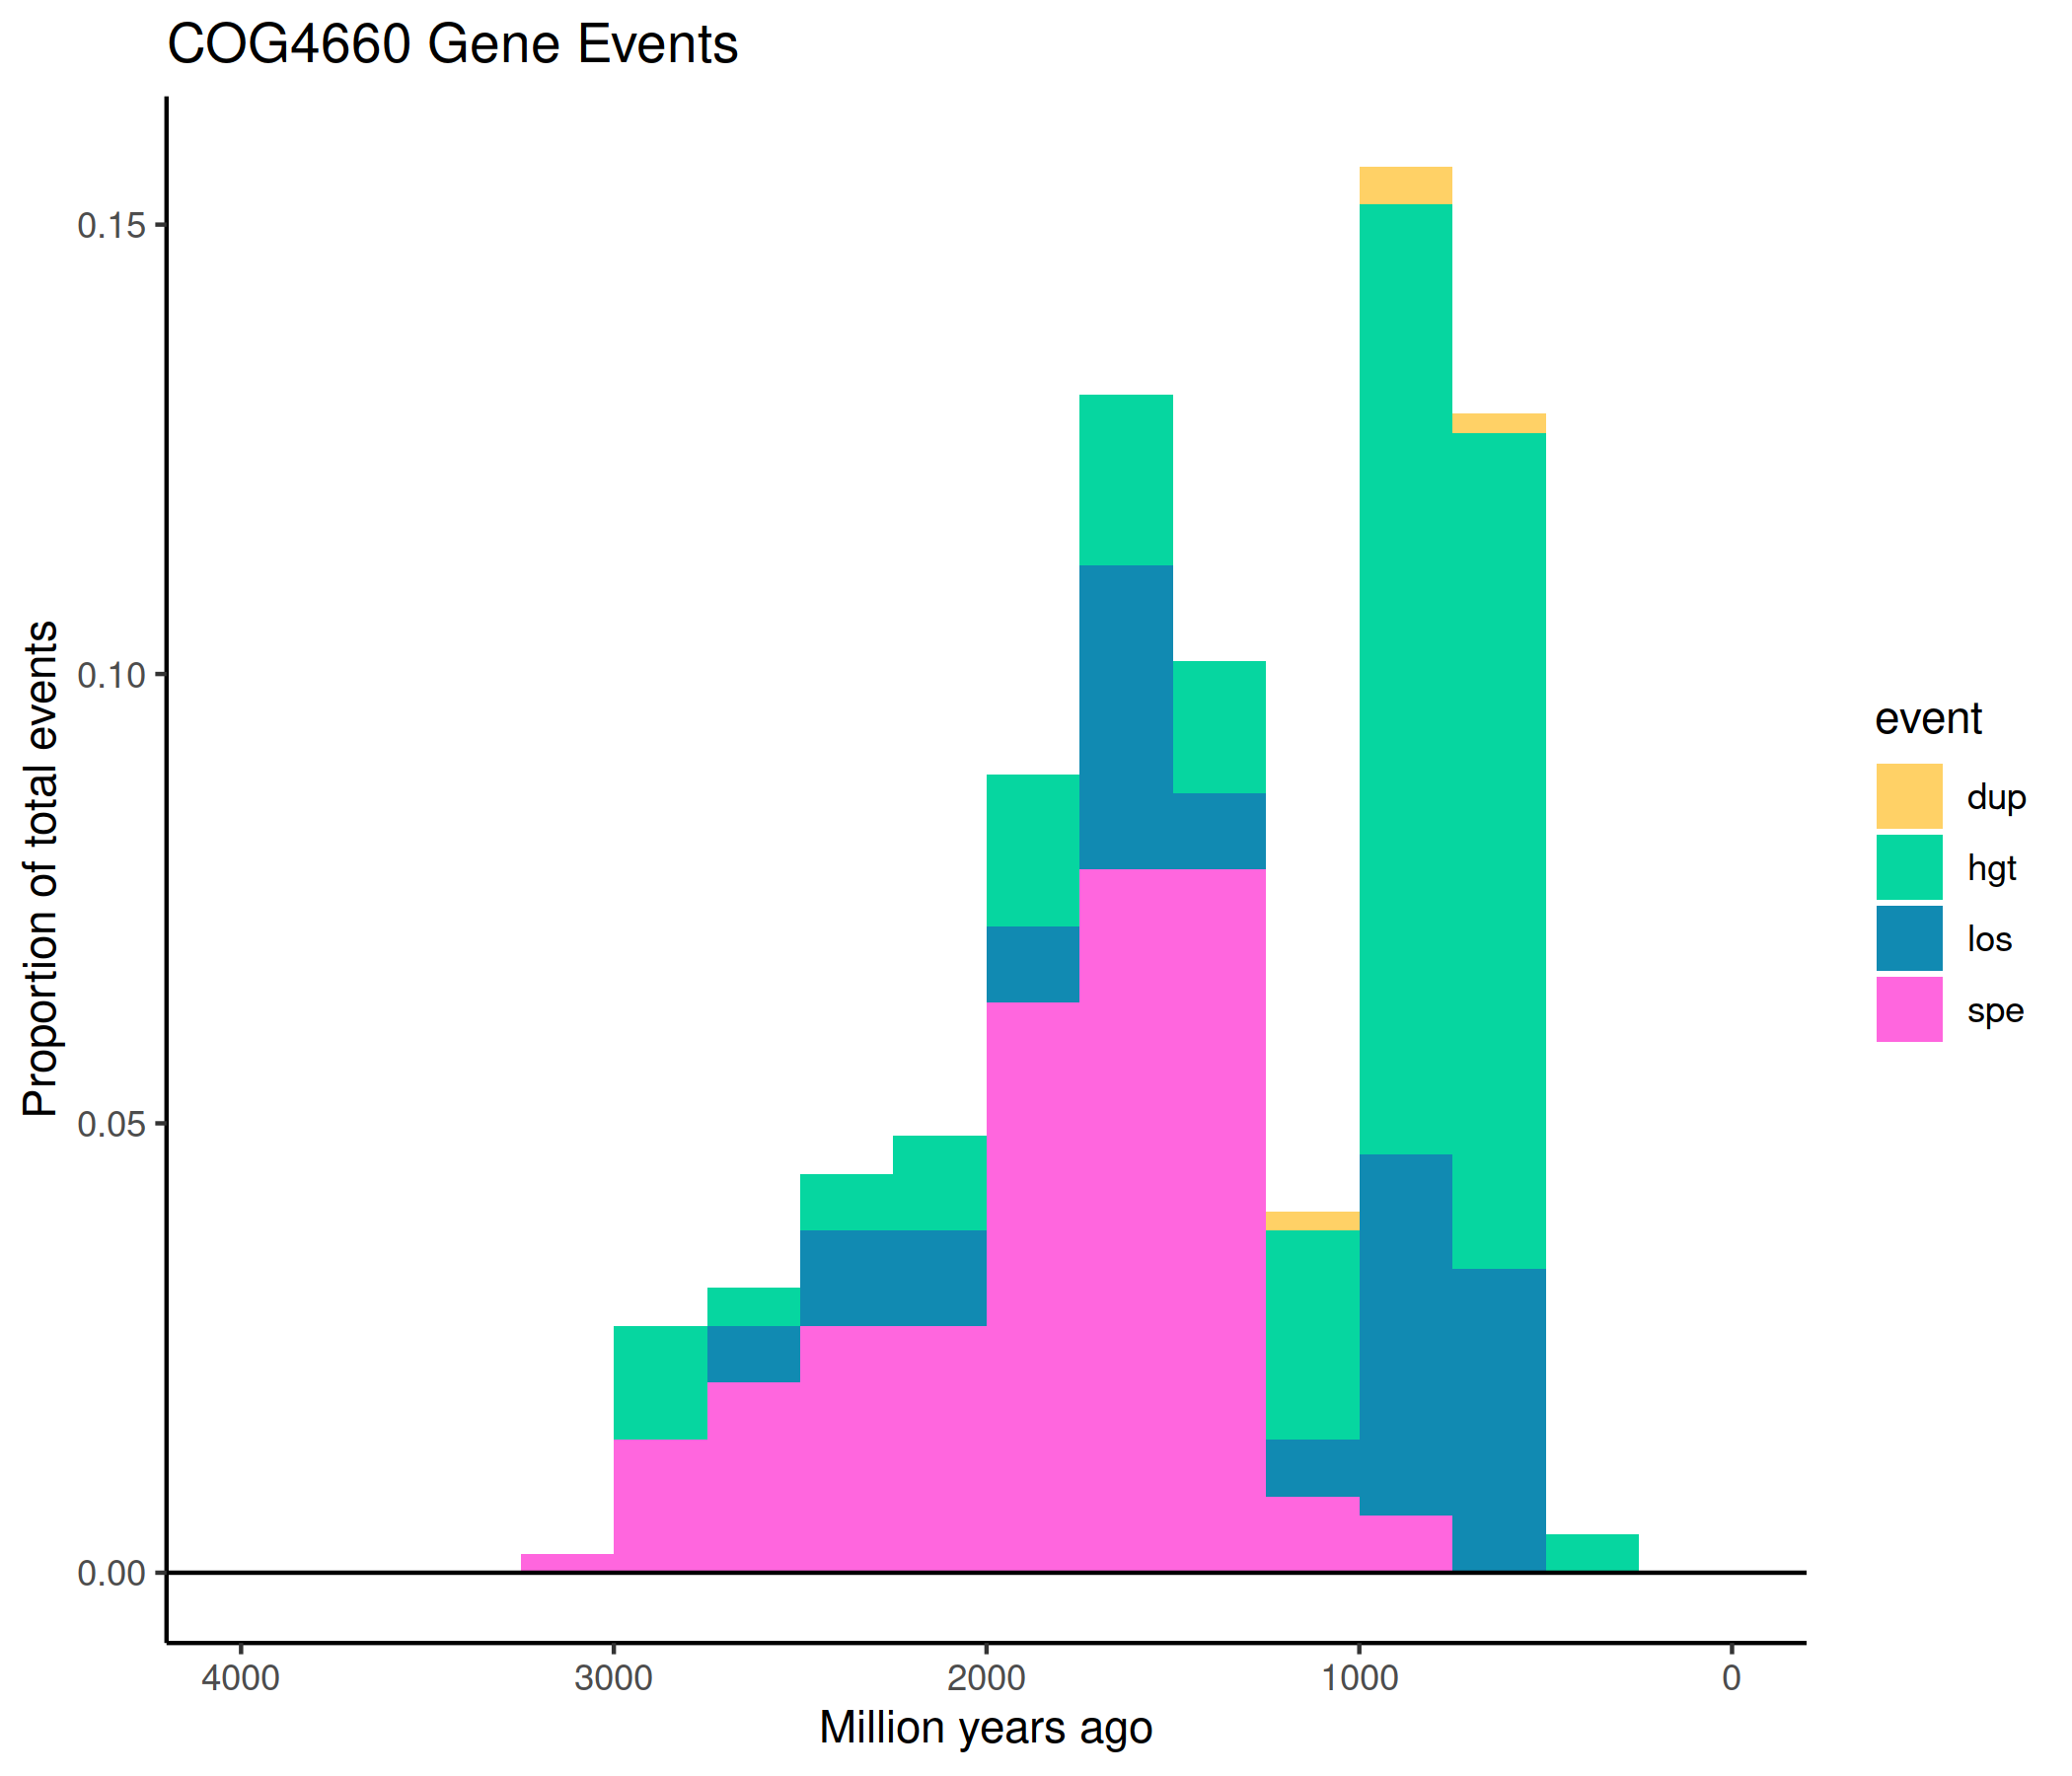 COG4660 Gene Events
Proportion of total events
0.15
0.10
0.05
0.00
4000 3000 2000 1000 0
Million years ago
event
dup
hgt
los
spe